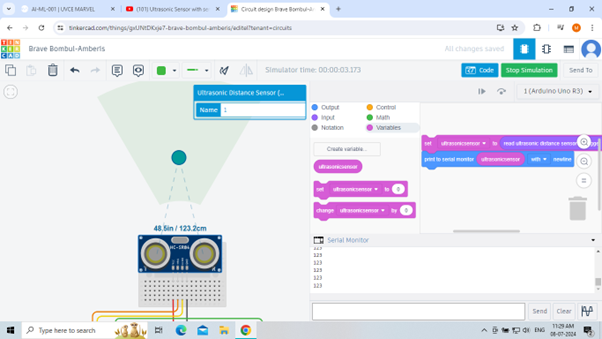 AI-ML-001 | UVCE MARVEL
(101) Ultrasonic Sensor with se
Circuit design Brave Bombul-A
tinkercad.com/things/gxUNtDKxje7-brave-bombul-amberis/editel?tenant=circuits
TIN
KER
CAD
Brave Bombul-Amberis
All changes saved
Simulator time: 00:00:03.173
Code
Stop Simulation
Send To
Ultrasonic Distance Sensor (...
Name 1
1 (Arduino Uno R3)
Output
Control
Input
Math
Notation
Variables
Create variable...
ultrasonicsensor
set ultrasonicsensor to 0
change ultrasonicsensor by 0
set ultrasonicsensor to read ultrasonic distance sensor
print to serial monitor ultrasonicsensor with newline
48.5in / 123.2cm
HC-SR04
Serial Monitor
123
123
123
123
123
123
Send
Clear
Type here to search
ENG
11:29 AM
08-07-2024